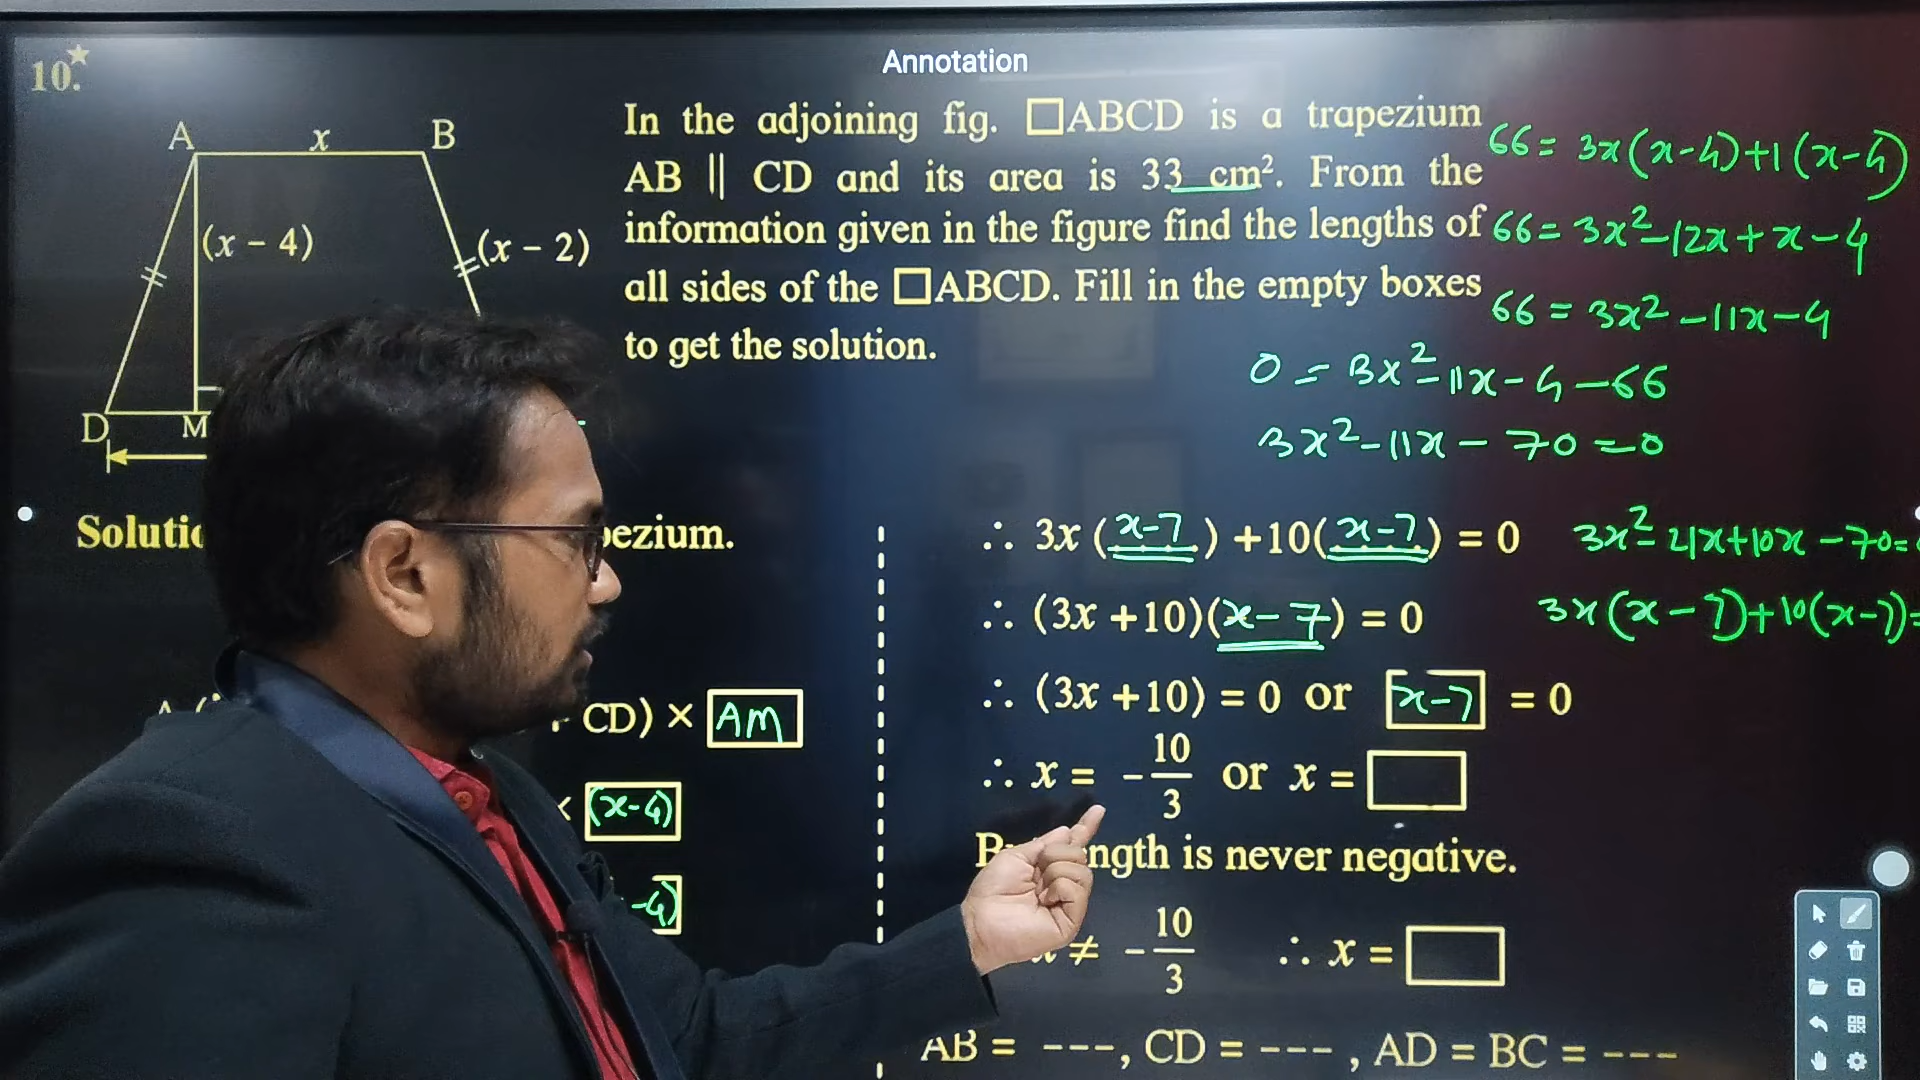 Annotation
10.★
A x B
(x – 4)
(x – 2)
D M
In the adjoining fig. □ABCD is a trapezium
AB || CD and its area is 33 cm². From the
information given in the figure find the lengths of
all sides of the □ABCD. Fill in the empty boxes
to get the solution.
66 = 3x(x-4)+1(x-4)
66 = 3x²-12x+x-4
66 = 3x²-11x-4
0 = 3x²-11x-4-66
3x²-11x-70=0
pezium.
CD) × AM
× (x-4)
-4)
∴ 3x (x-7) +10(x-7) = 0
3x²-21x+10x-70=
∴ (3x +10)(x-7) = 0
3x(x-7)+10(x-7)=
∴ (3x +10) = 0 or x-7 = 0
∴ x = -10/3 or x = □
length is never negative.
≠ -10/3 ∴ x = □
AB = ---, CD = ---, AD = BC = ---